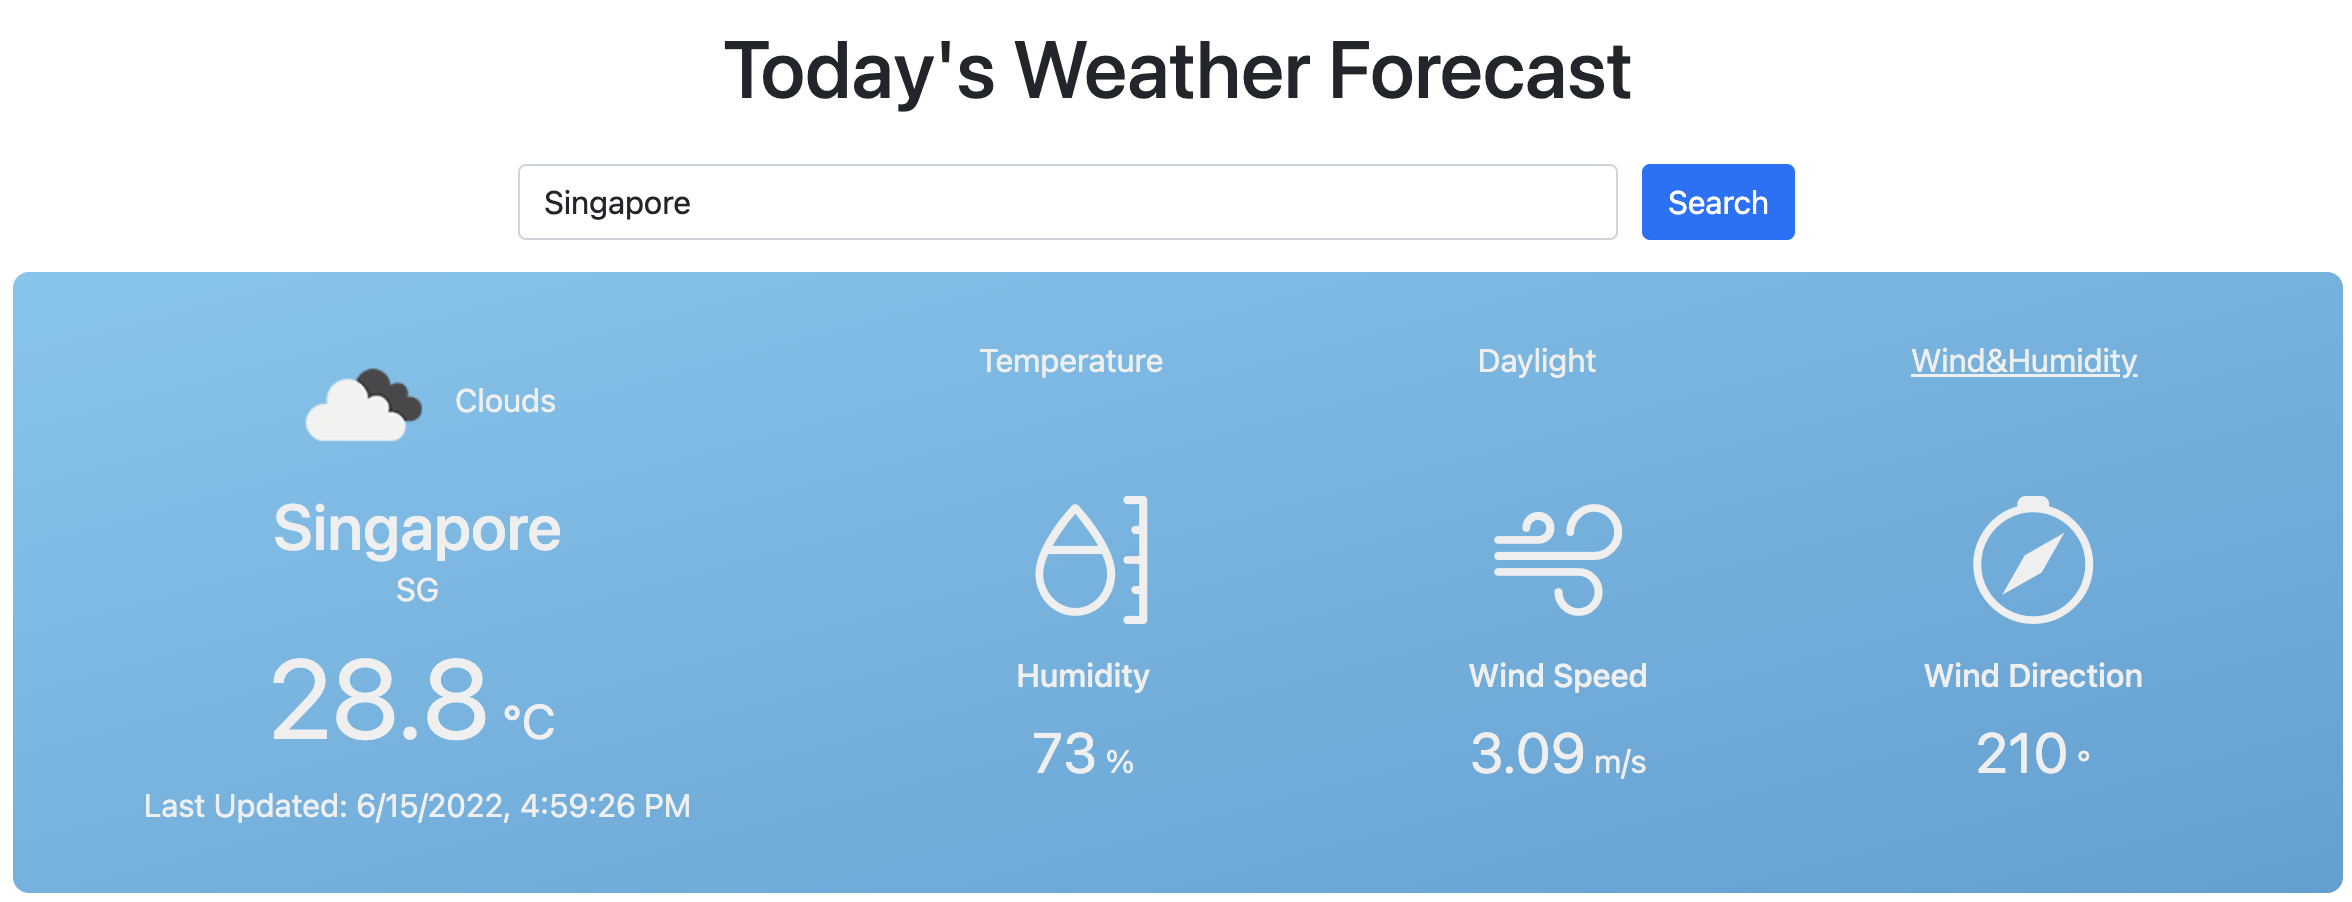 Today's Weather Forecast
Singapore
Search
Clouds
Singapore
SG
28.8 °C
Last Updated: 6/15/2022, 4:59:26 PM
Temperature
Daylight
Wind&Humidity
Humidity
73 %
Wind Speed
3.09 m/s
Wind Direction
210 °